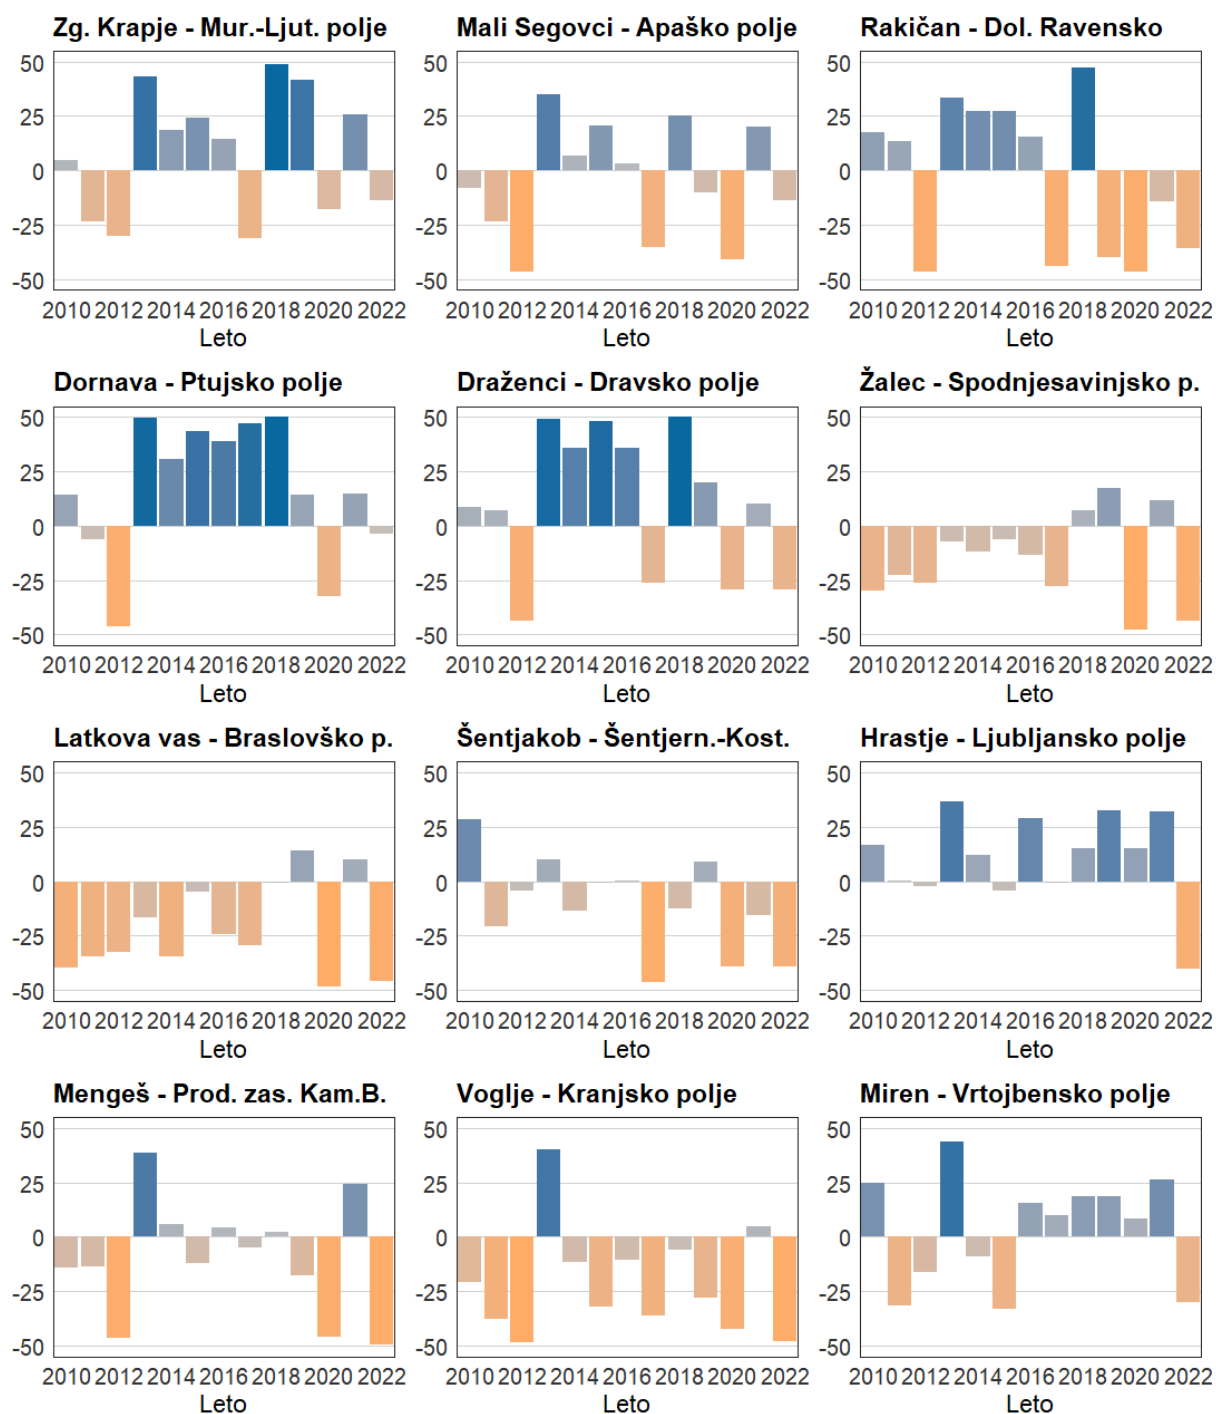 Zg. Krapje - Mur.-Ljut. polje
50
25
0
-25
-50
2010 2012 2014 2016 2018 2020 2022
Leto
Mali Segovci - Apaško polje
50
25
0
-25
-50
2010 2012 2014 2016 2018 2020 2022
Leto
Rakičan - Dol. Ravensko
50
25
0
-25
-50
2010 2012 2014 2016 2018 2020 2022
Leto
Dornava - Ptujsko polje
50
25
0
-25
-50
2010 2012 2014 2016 2018 2020 2022
Leto
Draženci - Dravsko polje
50
25
0
-25
-50
2010 2012 2014 2016 2018 2020 2022
Leto
Žalec - Spodnjesavinjsko p.
50
25
0
-25
-50
2010 2012 2014 2016 2018 2020 2022
Leto
Latkova vas - Braslovško p.
50
25
0
-25
-50
2010 2012 2014 2016 2018 2020 2022
Leto
Šentjakob - Šentjern.-Kost.
50
25
0
-25
-50
2010 2012 2014 2016 2018 2020 2022
Leto
Hrastje - Ljubljansko polje
50
25
0
-25
-50
2010 2012 2014 2016 2018 2020 2022
Leto
Mengeš - Prod. zas. Kam.B.
50
25
0
-25
-50
2010 2012 2014 2016 2018 2020 2022
Leto
Voglje - Kranjsko polje
50
25
0
-25
-50
2010 2012 2014 2016 2018 2020 2022
Leto
Miren - Vrtojbensko polje
50
25
0
-25
-50
2010 2012 2014 2016 2018 2020 2022
Leto